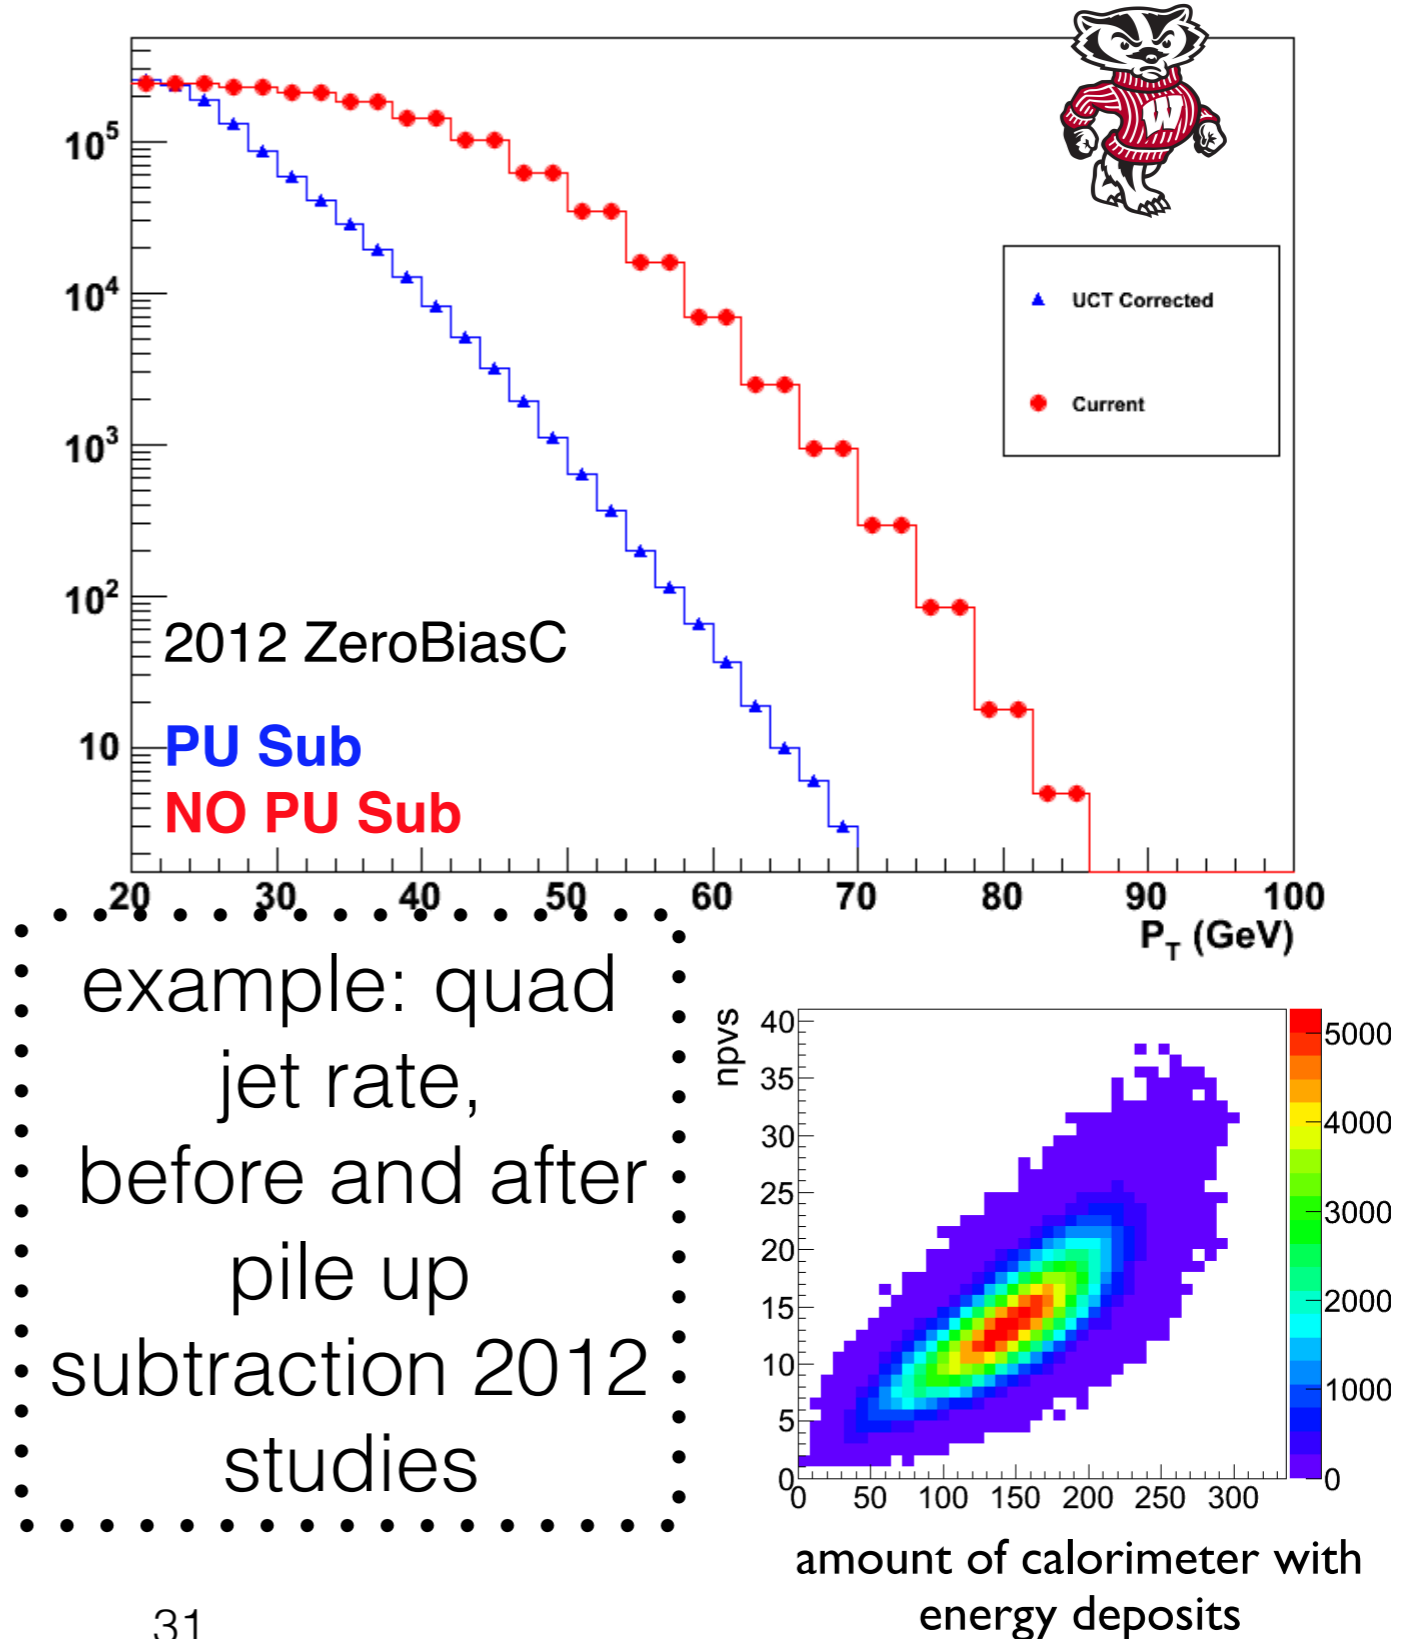 10⁵
10⁴
10³
10²
10
W
UCT Corrected
Current
2012 ZeroBiasC
PU Sub
NO PU Sub
20 30 40 50 60 70 80 90 100
P_T (GeV)
example: quad
jet rate,
before and after
pile up
subtraction 2012
studies
npvs
40
35
30
25
20
15
10
5
0
0 50 100 150 200 250 300
5000
4000
3000
2000
1000
0
amount of calorimeter with
energy deposits
31